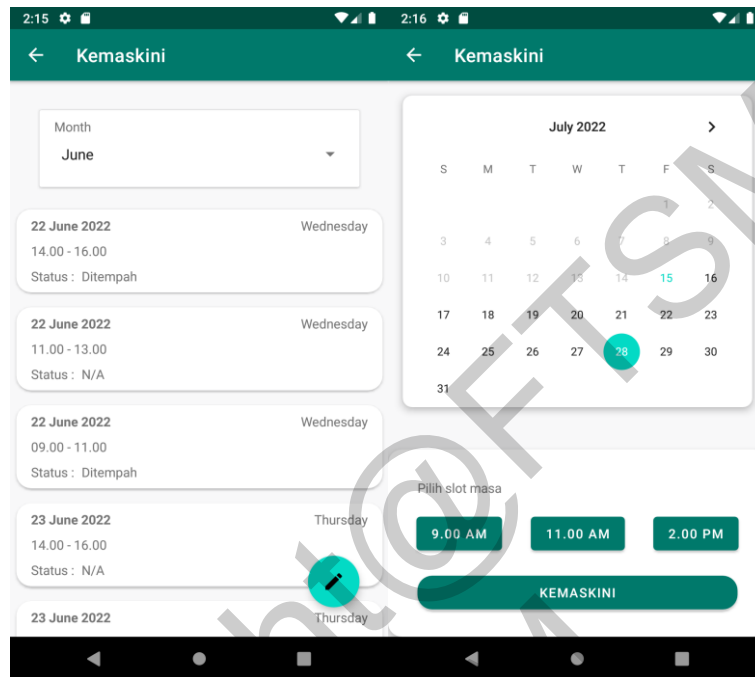 2:15
Kemaskini
Month
June
22 June 2022 Wednesday
14.00 - 16.00
Status : Ditempah
22 June 2022 Wednesday
11.00 - 13.00
Status : N/A
22 June 2022 Wednesday
09.00 - 11.00
Status : Ditempah
23 June 2022 Thursday
14.00 - 16.00
Status : N/A
23 June 2022 Thursday
2:16
Kemaskini
July 2022
S M T W T F S
1 2
3 4 5 6 7 8 9
10 11 12 13 14 15 16
17 18 19 20 21 22 23
24 25 26 27 28 29 30
31
Pilih slot masa
9.00 AM 11.00 AM 2.00 PM
KEMASKINI
ht@FTSM